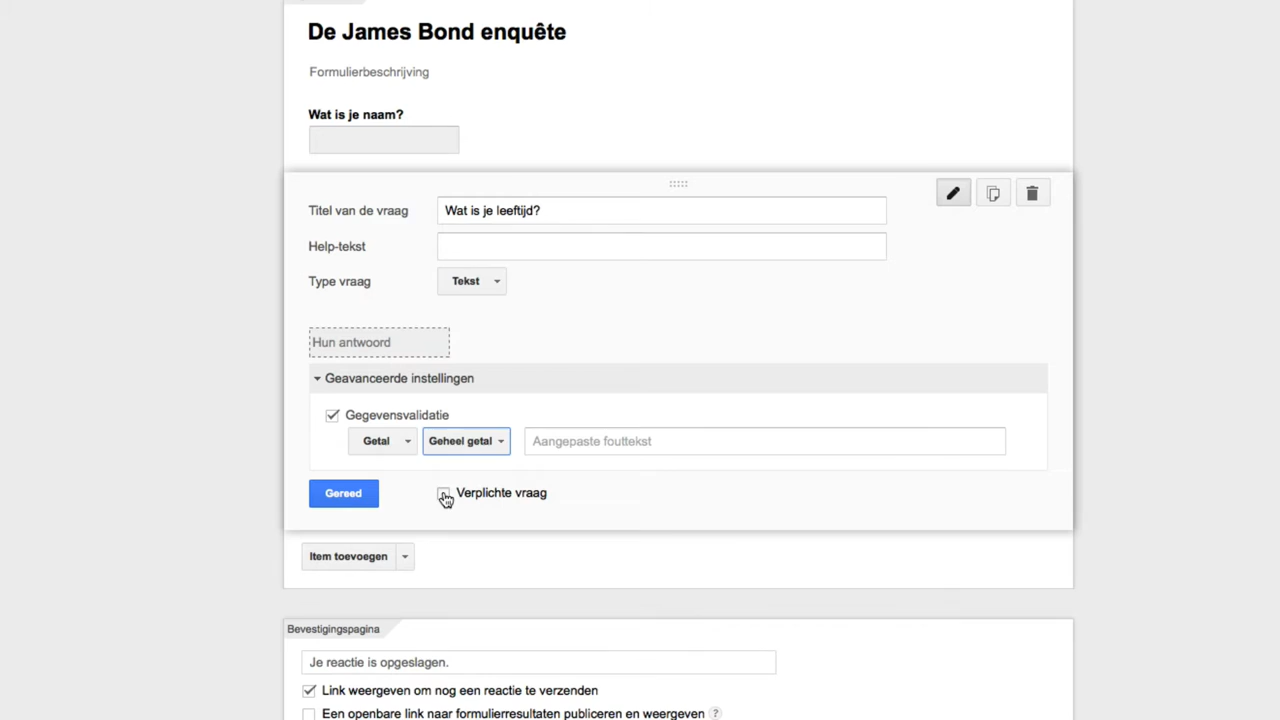 De James Bond enquête
Formulierbeschrijving
Wat is je naam?
Titel van de vraag Wat is je leeftijd?
Help-tekst
Type vraag Tekst
Hun antwoord
Geavanceerde instellingen
Gegevensvalidatie
Getal Geheel getal Aangepaste fouttekst
Gereed Verplichte vraag
Item toevoegen
Bevestigingspagina
Je reactie is opgeslagen.
Link weergeven om nog een reactie te verzenden
Een openbare link naar formulierresultaten publiceren en weergeven ?